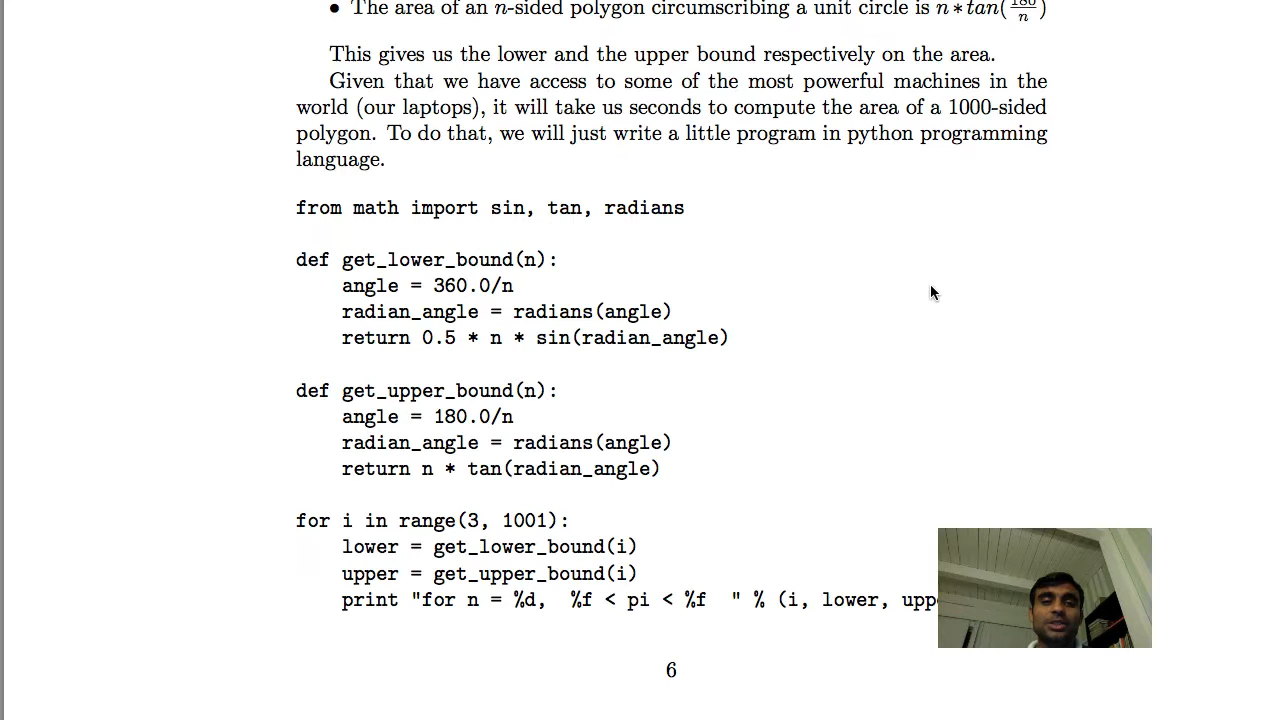 • The area of an n-sided polygon circumscribing a unit circle is n * tan(180/n)
This gives us the lower and the upper bound respectively on the area.
Given that we have access to some of the most powerful machines in the
world (our laptops), it will take us seconds to compute the area of a 1000-sided
polygon. To do that, we will just write a little program in python programming
language.
from math import sin, tan, radians
def get_lower_bound(n):
    angle = 360.0/n
    radian_angle = radians(angle)
    return 0.5 * n * sin(radian_angle)
def get_upper_bound(n):
    angle = 180.0/n
    radian_angle = radians(angle)
    return n * tan(radian_angle)
for i in range(3, 1001):
    lower = get_lower_bound(i)
    upper = get_upper_bound(i)
    print "for n = %d,  %f < pi < %f  " % (i, lower, upp
6